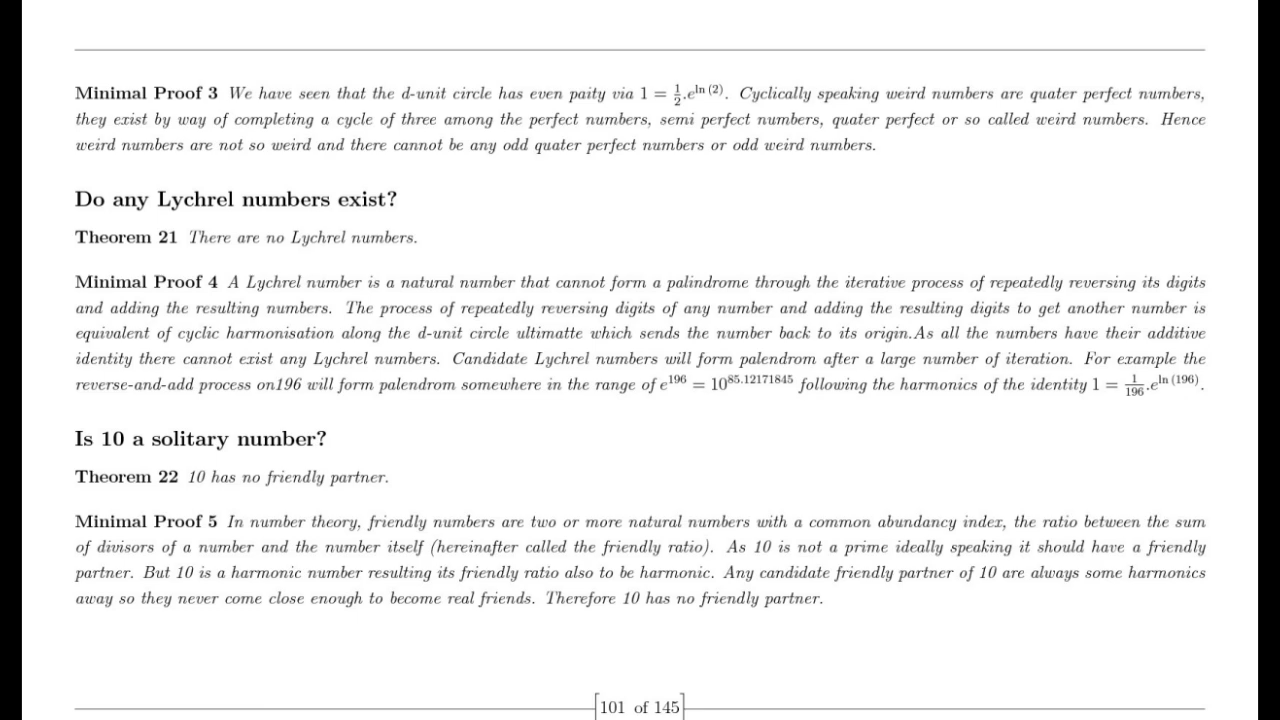 Minimal Proof 3 We have seen that the d-unit circle has even paity via 1 = 1/2.e^ln (2). Cyclically speaking weird numbers are quater perfect numbers,
they exist by way of completing a cycle of three among the perfect numbers, semi perfect numbers, quater perfect or so called weird numbers. Hence
weird numbers are not so weird and there cannot be any odd quater perfect numbers or odd weird numbers.
Do any Lychrel numbers exist?
Theorem 21 There are no Lychrel numbers.
Minimal Proof 4 A Lychrel number is a natural number that cannot form a palindrome through the iterative process of repeatedly reversing its digits
and adding the resulting numbers. The process of repeatedly reversing digits of any number and adding the resulting digits to get another number is
equivalent of cyclic harmonisation along the d-unit circle ultimatte which sends the number back to its origin.As all the numbers have their additive
identity there cannot exist any Lychrel numbers. Candidate Lychrel numbers will form palendrom after a large number of iteration. For example the
reverse-and-add process on196 will form palendrom somewhere in the range of e^196 = 10^85.12171845 following the harmonics of the identity 1 = 1/196.e^ln (196).
Is 10 a solitary number?
Theorem 22 10 has no friendly partner.
Minimal Proof 5 In number theory, friendly numbers are two or more natural numbers with a common abundancy index, the ratio between the sum
of divisors of a number and the number itself (hereinafter called the friendly ratio). As 10 is not a prime ideally speaking it should have a friendly
partner. But 10 is a harmonic number resulting its friendly ratio also to be harmonic. Any candidate friendly partner of 10 are always some harmonics
away so they never come close enough to become real friends. Therefore 10 has no friendly partner.
[101 of 145]